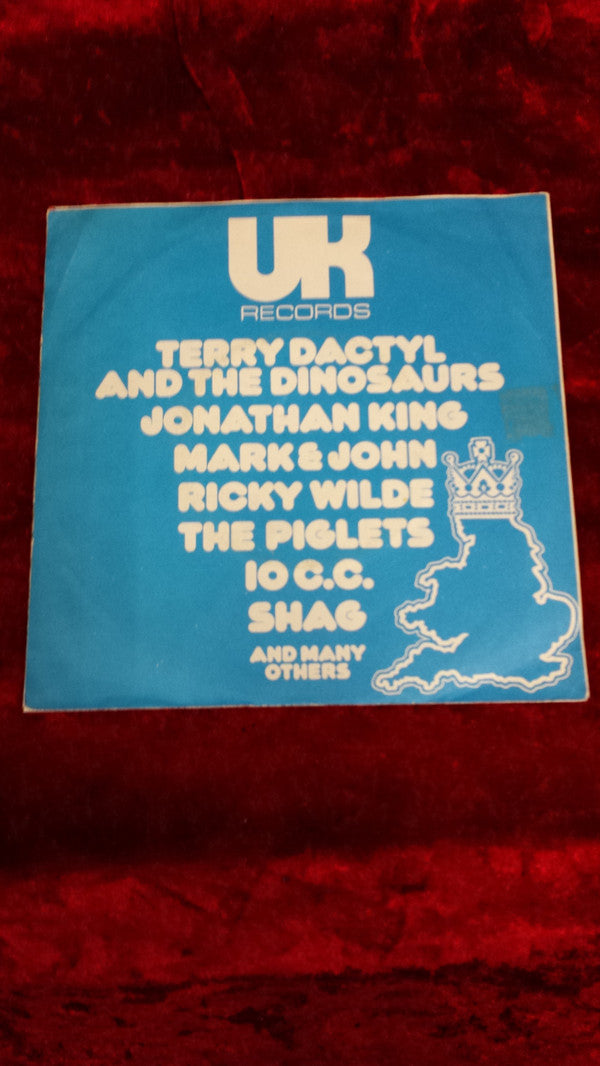 UK
RECORDS
TERRY DACTYL
AND THE DINOSAURS
JONATHAN KING
MARK & JOHN
RICKY WILDE
THE PIGLETS
10 C.C.
SHAG
AND MANY
OTHERS